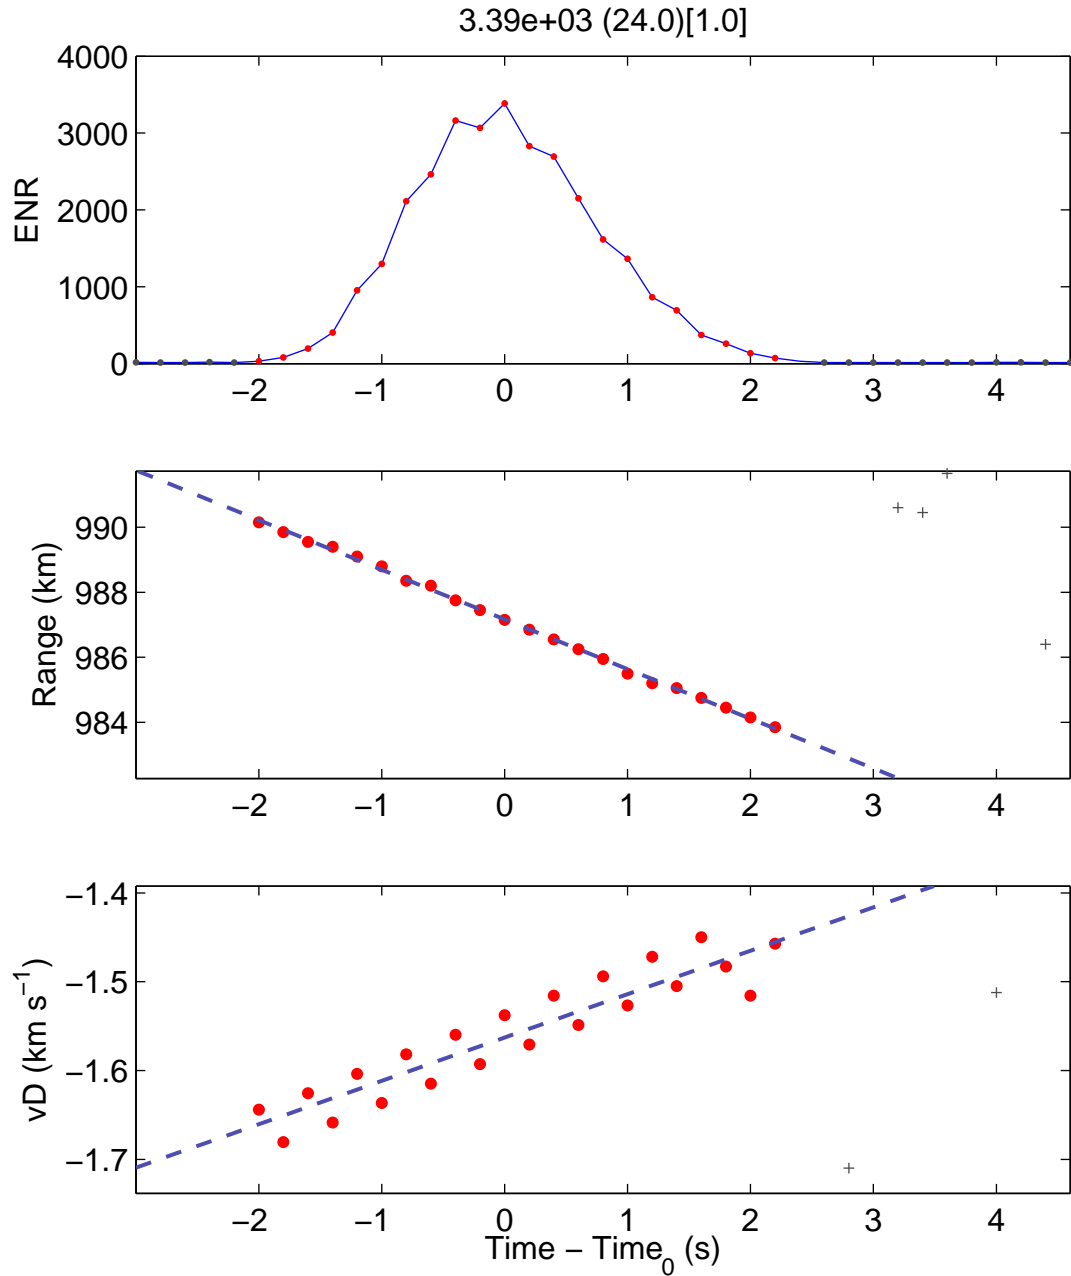 3.39e+03 (24.0)[1.0]
4000
3000
2000
1000
0
ENR
−2 −1 0 1 2 3 4
990
988
986
984
Range (km)
−2 −1 0 1 2 3 4
−1.4
−1.5
−1.6
−1.7
vD (km s⁻¹)
−2 −1 0 1 2 3 4
Time − Time₀ (s)